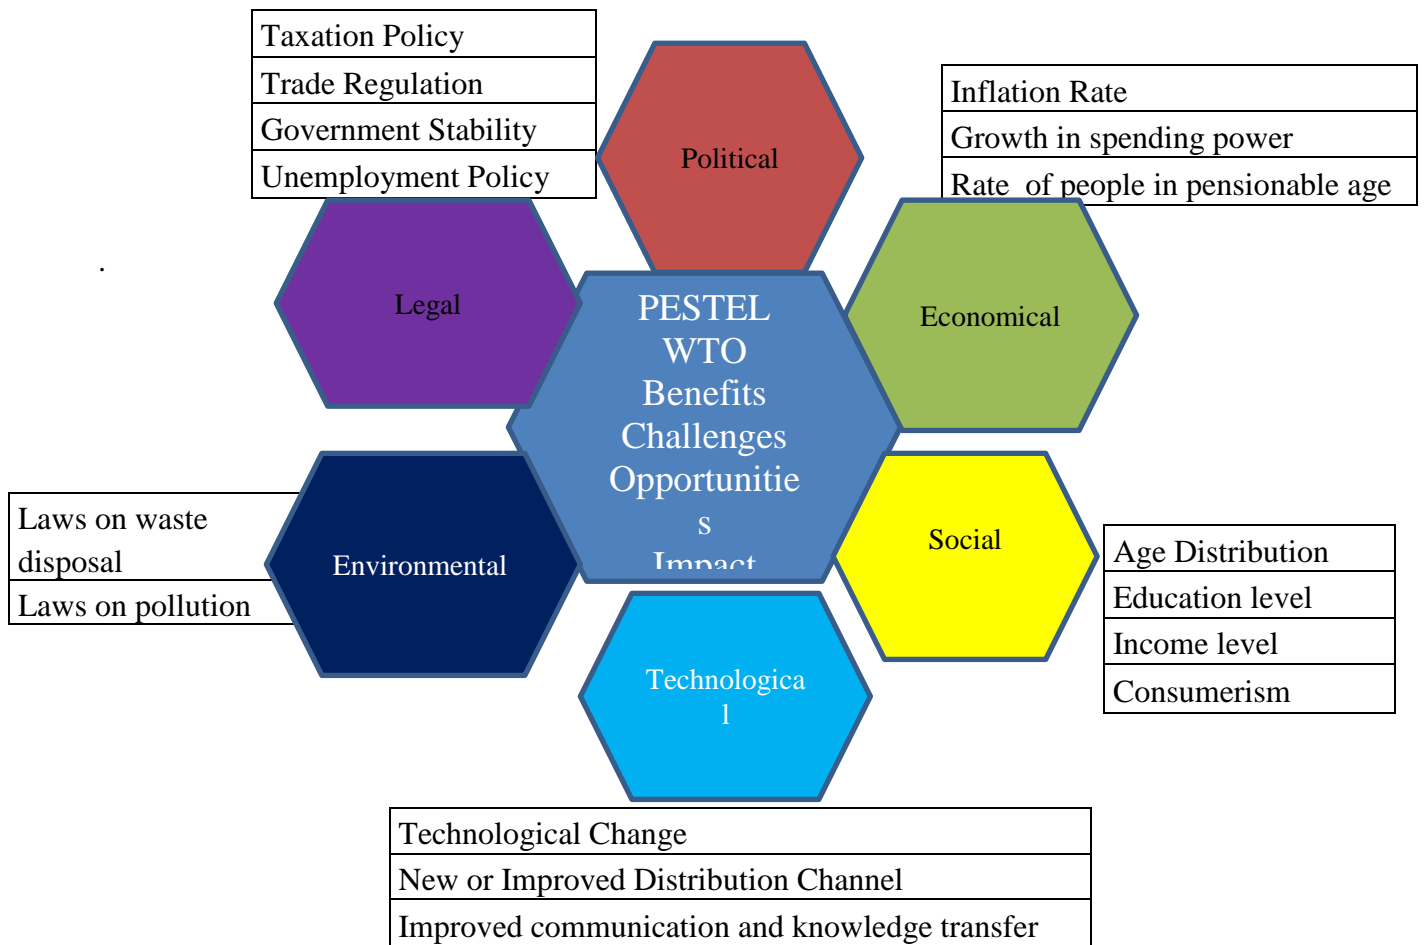 Taxation Policy
Trade Regulation
Government Stability
Unemployment Policy
Political
Inflation Rate
Growth in spending power
Rate of people in pensionable age
Legal
Economical
PESTEL
WTO
Benefits
Challenges
Opportunitie
s
Impact
.
Laws on waste
disposal
Laws on pollution
Environmental
Social
Age Distribution
Education level
Income level
Consumerism
Technologica
l
Technological Change
New or Improved Distribution Channel
Improved communication and knowledge transfer